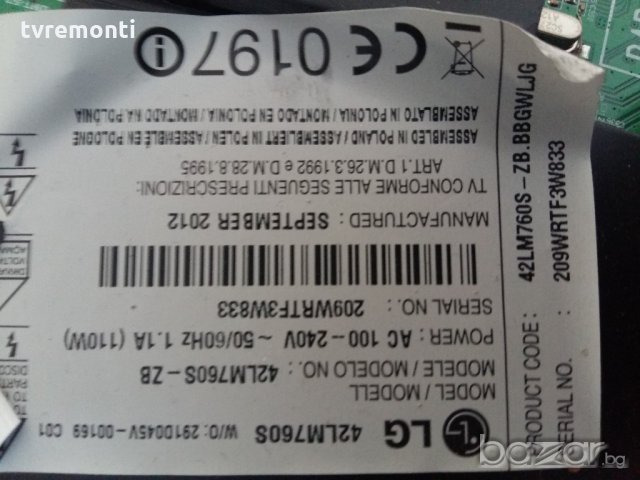 tvremonti
LG 42LM760S W/O: 291D045V-00169 C01
MODEL / MODELL
MODELE / MODELO NO. : 42LM760S-ZB
POWER : AC 100-240V ~ 50/60Hz 1.1A (110W)
SERIAL NO. : 209WRTF3W833
MANUFACTURED : SEPTEMBER 2012
TV CONFORME ALLE SEGUENTI PRESCRIZIONI:
ART.1 D.M.26.3.1992 e D.M.28.8.1995
ASSEMBLED IN POLAND / ASSEMBLIERT IN POLEN / ASSEMBLÉ EN POLOGNE
ASSEMBLATO IN POLONIA / MONTADO EN POLONIA / MONTADO NA POLONIA
CE 0197
PRODUCT CODE : 42LM760S-ZB.BBGWLJG
SERIAL NO. : 209WRTF3W833
bazar.bg